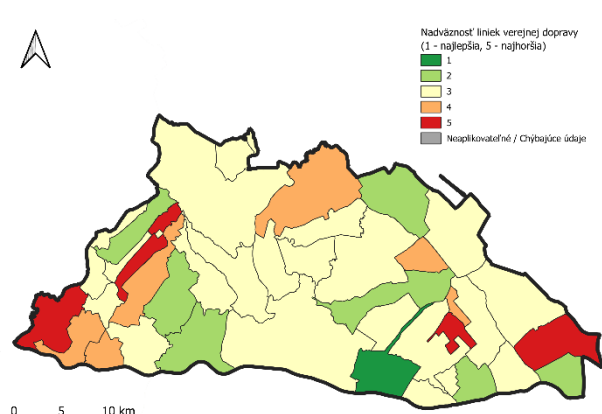 Nadväznosť liniek verejnej dopravy
(1 - najlepšia, 5 - najhoršia)
1
2
3
4
5
Neaplikovateľné / Chýbajúce údaje
0 5 10 km